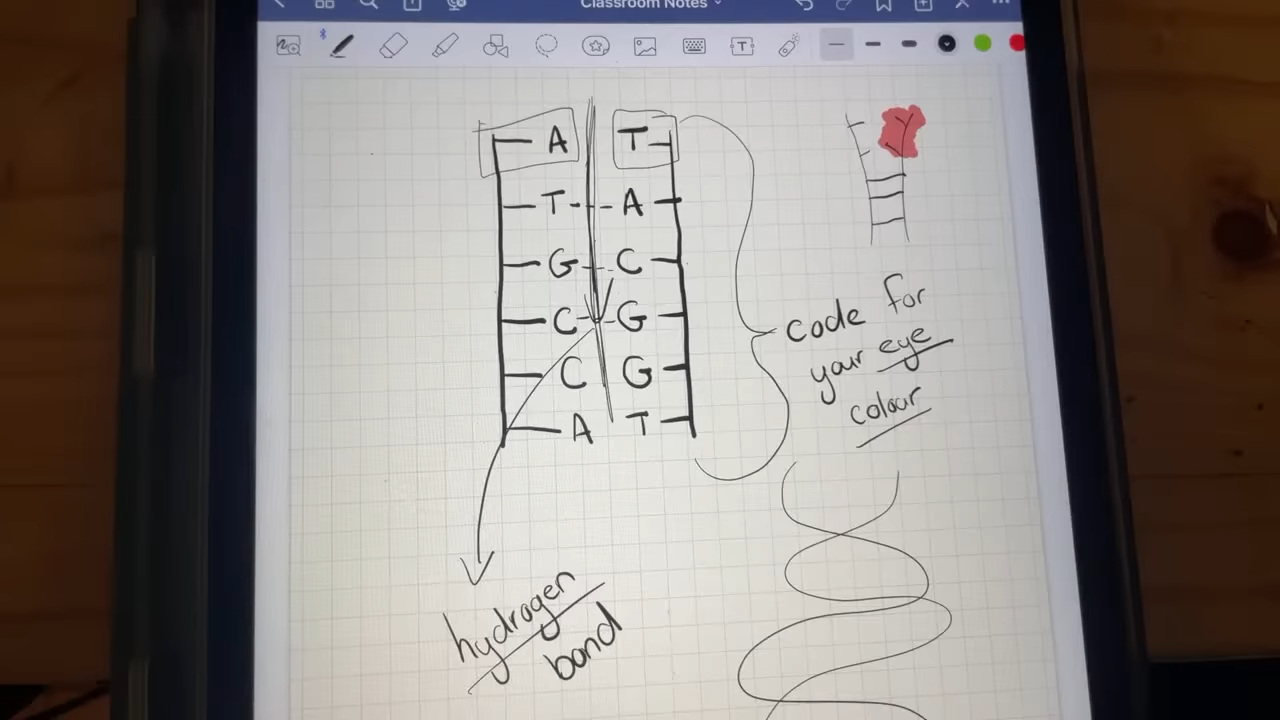 Classroom Notes
A T
T A
G C
C G
C G
A T
code for
your eye
colour
hydrogen
bond